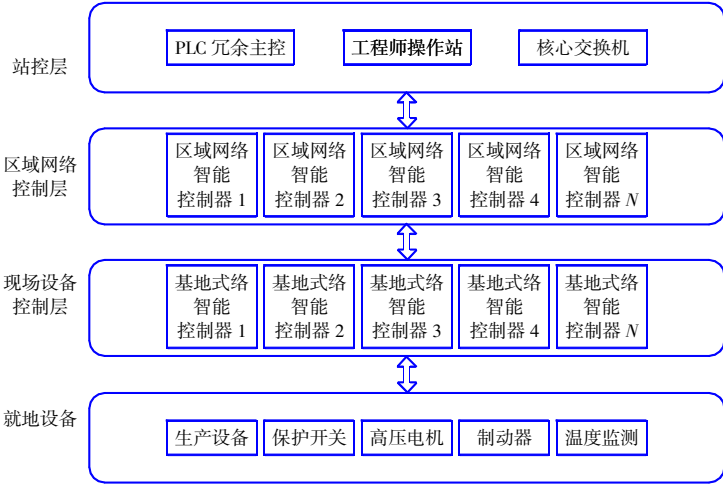 站控层
PLC 冗余主控
工程师操作站
核心交换机
区域网络
控制层
区域网络
智能
控制器 1
区域网络
智能
控制器 2
区域网络
智能
控制器 3
区域网络
智能
控制器 4
区域网络
智能
控制器 N
现场设备
控制层
基地式络
智能
控制器 1
基地式络
智能
控制器 2
基地式络
智能
控制器 3
基地式络
智能
控制器 4
基地式络
智能
控制器 N
就地设备
生产设备
保护开关
高压电机
制动器
温度监测